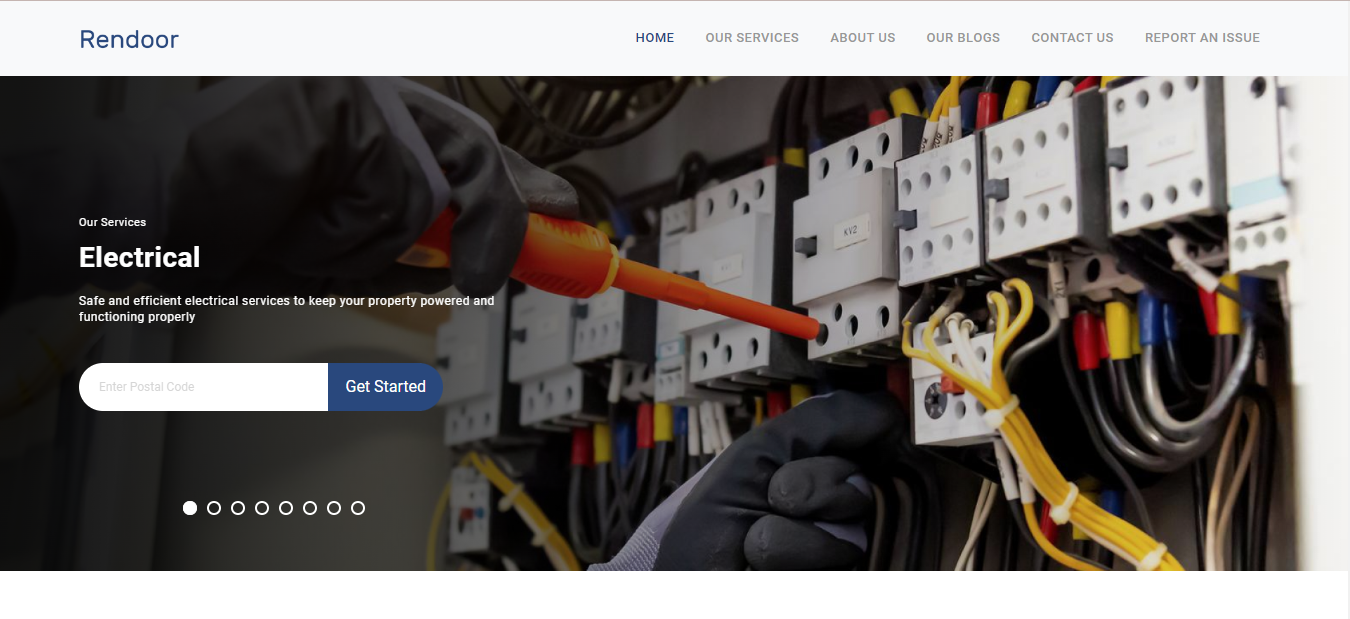 Rendoor
HOME
OUR SERVICES
ABOUT US
OUR BLOGS
CONTACT US
REPORT AN ISSUE
Our Services
Electrical
Safe and efficient electrical services to keep your property powered and
functioning properly
Enter Postal Code
Get Started
KV2